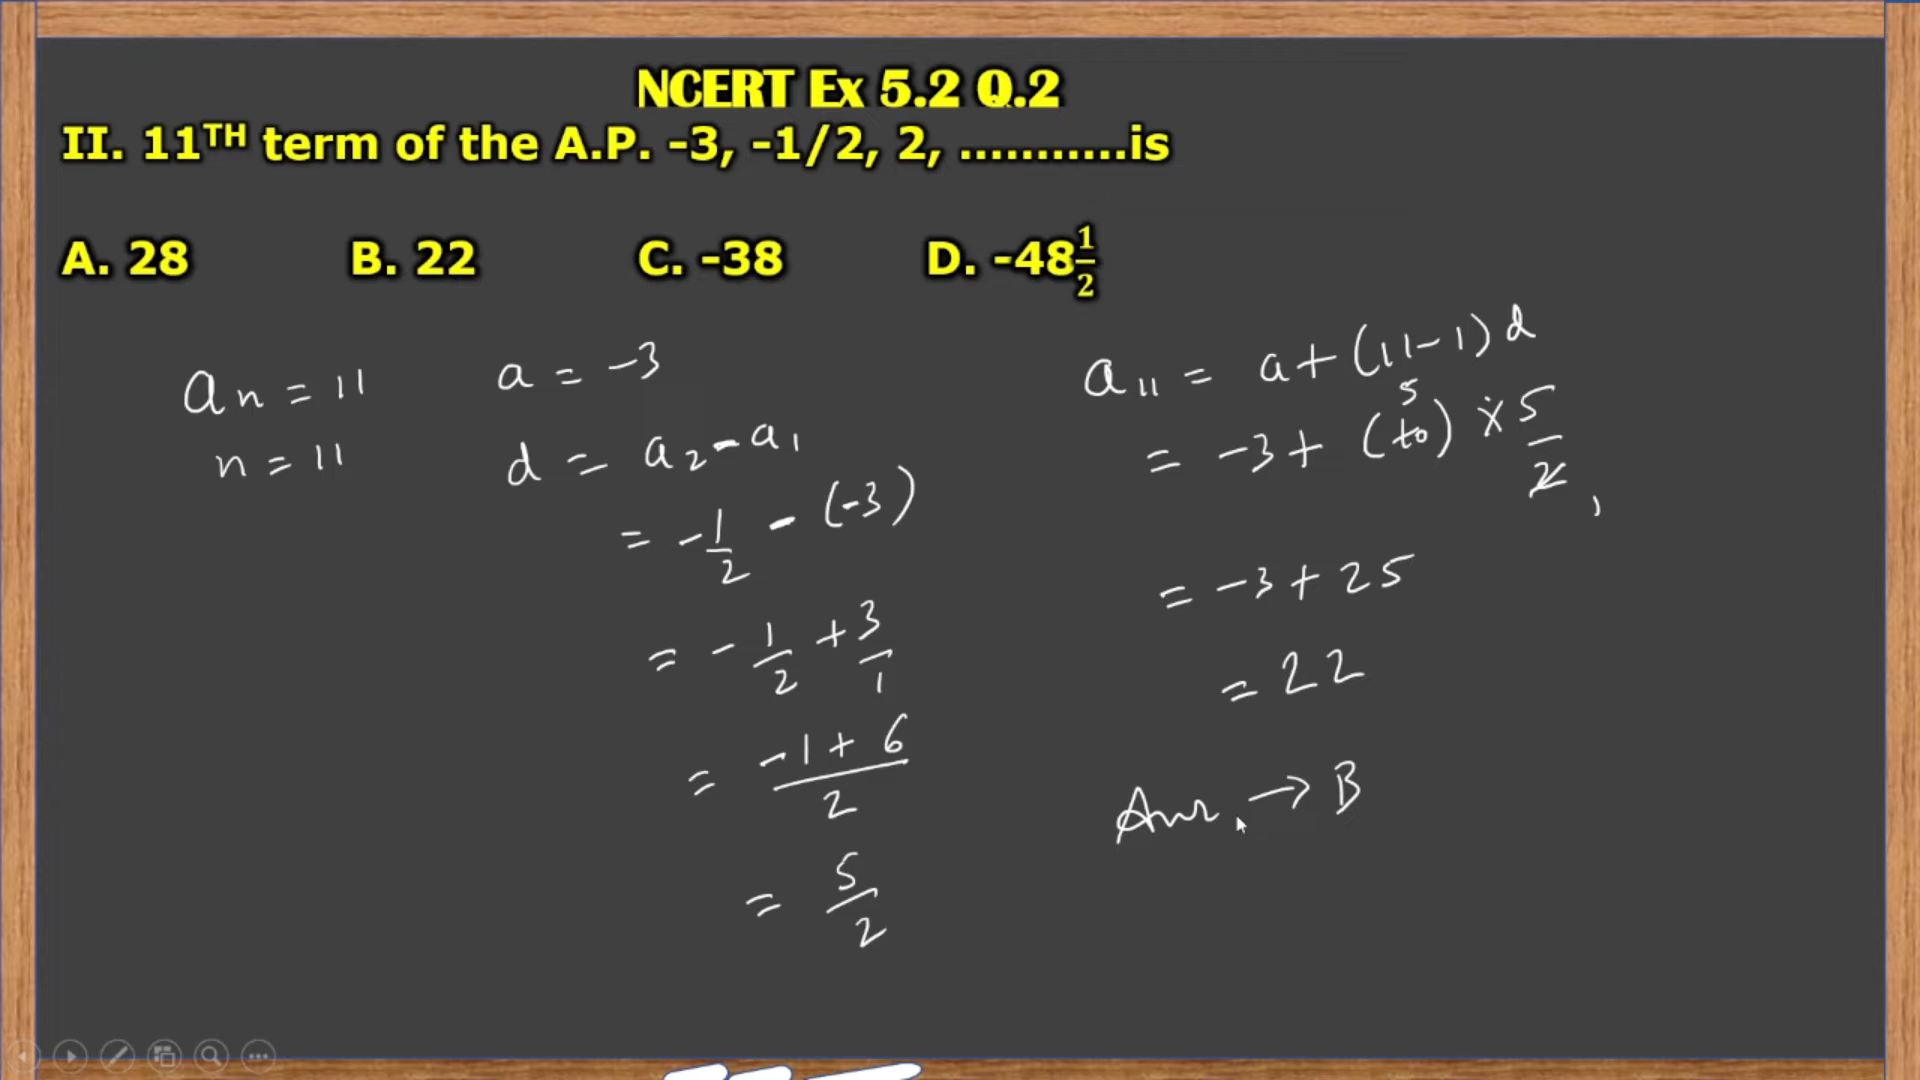 NCERT Ex 5.2 Q.2
II. 11TH term of the A.P. -3, -1/2, 2, ...........is
A. 28 B. 22 C. -38 D. -48 1/2
an = 11
n = 11
a = -3
d = a2 - a1
= -1/2 - (-3)
= -1/2 + 3/1
= -1+6/2
= 5/2
a11 = a+(11-1)d
5
= -3+ (10) × 5/2
1
= -3+25
= 22
Ans. → B